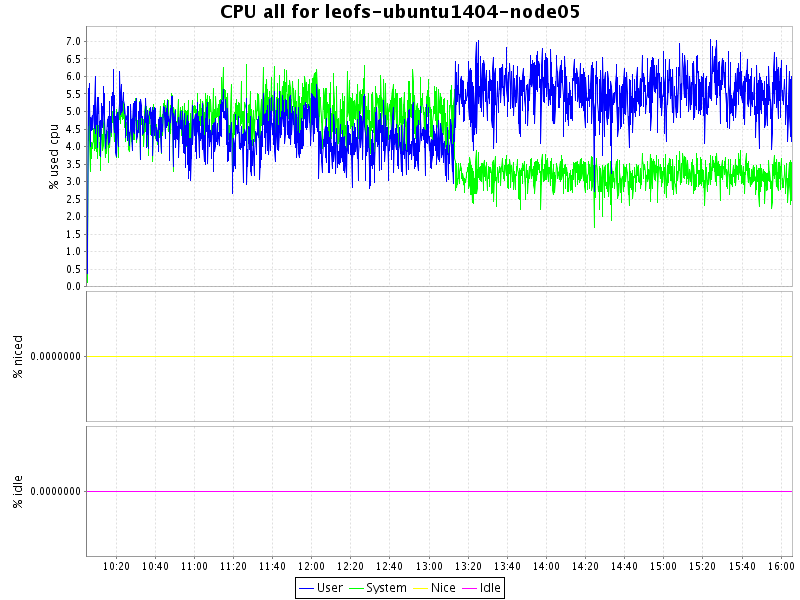 CPU all for leofs-ubuntu1404-node05
% used cpu
7.0
6.5
6.0
5.5
5.0
4.5
4.0
3.5
3.0
2.5
2.0
1.5
1.0
0.5
0.0
% niced
0.0000000
% idle
0.0000000
10:20 10:40 11:00 11:20 11:40 12:00 12:20 12:40 13:00 13:20 13:40 14:00 14:20 14:40 15:00 15:20 15:40 16:00
User System Nice Idle